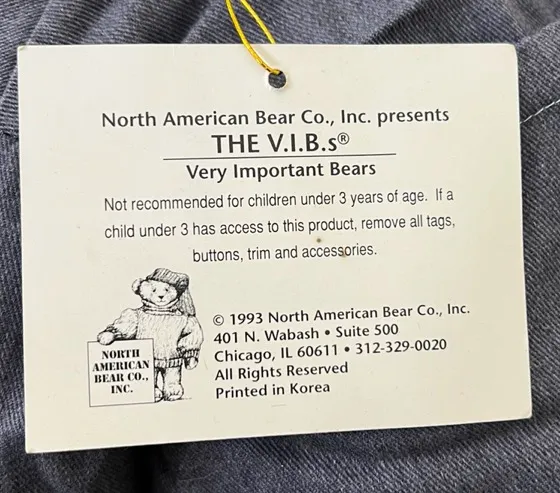 North American Bear Co., Inc. presents
THE V.I.B.s®
Very Important Bears
Not recommended for children under 3 years of age. If a
child under 3 has access to this product, remove all tags,
buttons, trim and accessories.
© 1993 North American Bear Co., Inc.
401 N. Wabash • Suite 500
Chicago, IL 60611 • 312-329-0020
All Rights Reserved
Printed in Korea
NORTH
AMERICAN
BEAR CO.,
INC.